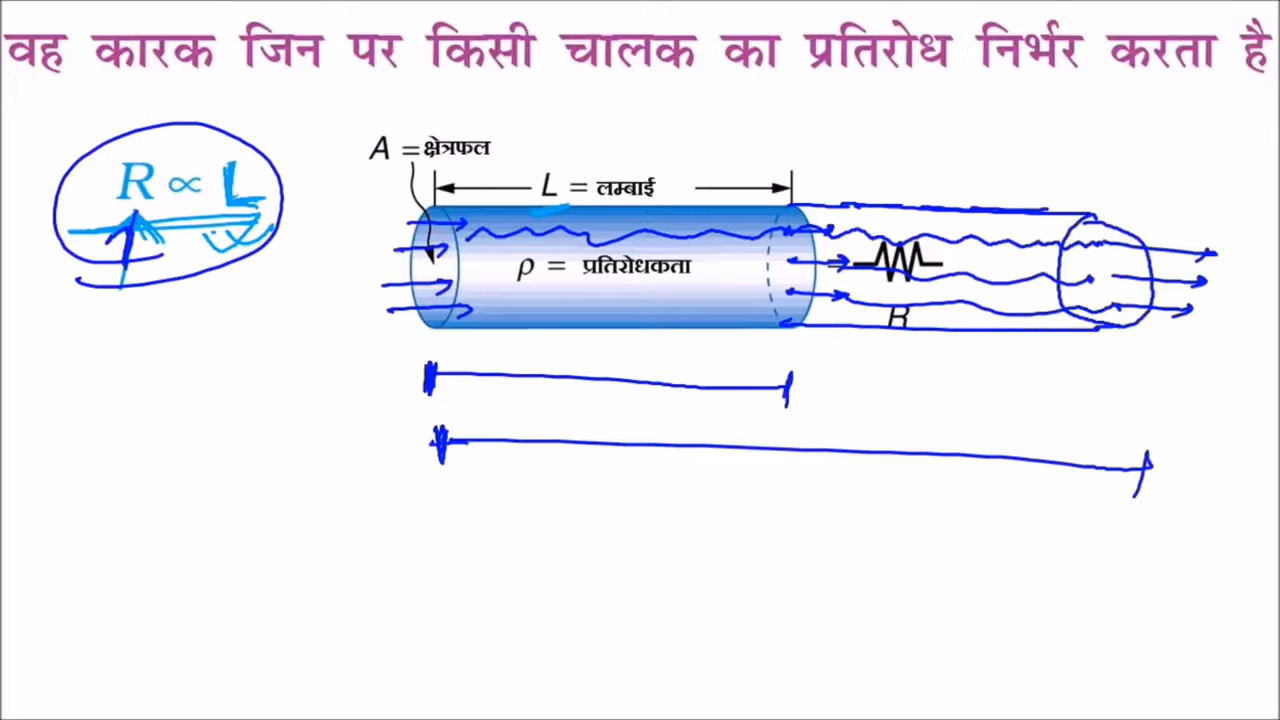 वह कारक जिन पर किसी चालक का प्रतिरोध निर्भर करता है
R ∝ L
A = क्षेत्रफल
L = लम्बाई
ρ = प्रतिरोधकता
R